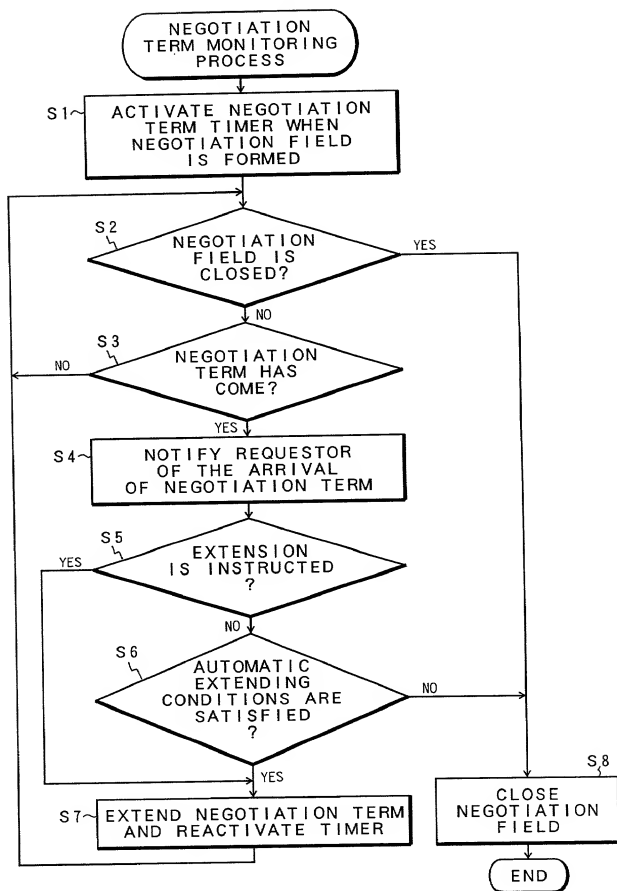 NEGOTIATION
TERM MONITORING
PROCESS
S1
ACTIVATE NEGOTIATION
TERM TIMER WHEN
NEGOTIATION FIELD
IS FORMED
S2
NEGOTIATION
FIELD IS
CLOSED?
YES
NO
S3
NEGOTIATION
TERM HAS
COME?
NO
YES
S4
NOTIFY REQUESTOR
OF THE ARRIVAL
OF NEGOTIATION TERM
S5
EXTENSION
IS INSTRUCTED
?
YES
NO
S6
AUTOMATIC
EXTENDING
CONDITIONS ARE
SATISFIED
?
NO
YES
S7
EXTEND NEGOTIATION TERM
AND REACTIVATE TIMER
S8
CLOSE
NEGOTIATION
FIELD
END